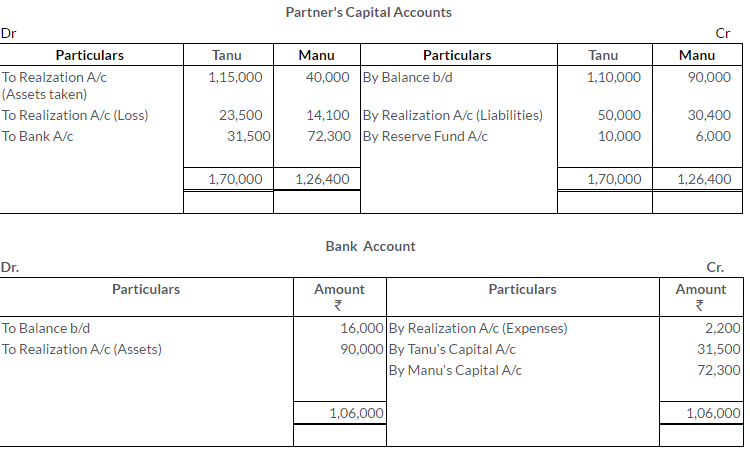 Partner's Capital Accounts
Dr Cr
Particulars Tanu Manu Particulars Tanu Manu
To Realzation A/c 1,15,000 40,000 By Balance b/d 1,10,000 90,000
(Assets taken)
To Realization A/c (Loss) 23,500 14,100 By Realization A/c (Liabilities) 50,000 30,400
To Bank A/c 31,500 72,300 By Reserve Fund A/c 10,000 6,000
1,70,000 1,26,400 1,70,000 1,26,400
Bank Account
Dr. Cr.
Particulars Amount Particulars Amount
₹ ₹
To Balance b/d 16,000 By Realization A/c (Expenses) 2,200
To Realization A/c (Assets) 90,000 By Tanu's Capital A/c 31,500
By Manu's Capital A/c 72,300
1,06,000 1,06,000